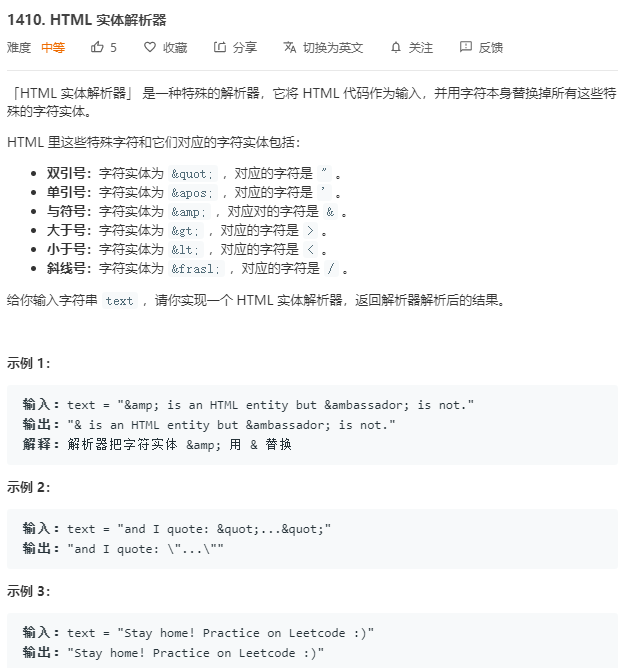 1410. HTML 实体解析器
难度 中等 5 收藏 分享 切换为英文 关注 反馈
「HTML 实体解析器」 是一种特殊的解析器，它将 HTML 代码作为输入，并用字符本身替换掉所有这些特
殊的字符实体。
HTML 里这些特殊字符和它们对应的字符实体包括：
• 双引号：字符实体为 &quot; ，对应的字符是 " 。
• 单引号：字符实体为 &apos; ，对应的字符是 ' 。
• 与符号：字符实体为 &amp; ，对应对的字符是 & 。
• 大于号：字符实体为 &gt; ，对应的字符是 > 。
• 小于号：字符实体为 &lt; ，对应的字符是 < 。
• 斜线号：字符实体为 &frasl; ，对应的字符是 / 。
给你输入字符串 text ，请你实现一个 HTML 实体解析器，返回解析器解析后的结果。
示例 1：
输入：text = "&amp; is an HTML entity but &ambassador; is not."
输出："& is an HTML entity but &ambassador; is not."
解释：解析器把字符实体 &amp; 用 & 替换
示例 2：
输入：text = "and I quote: &quot;...&quot;"
输出："and I quote: \"...\""
示例 3：
输入：text = "Stay home! Practice on Leetcode :)"
输出："Stay home! Practice on Leetcode :)"